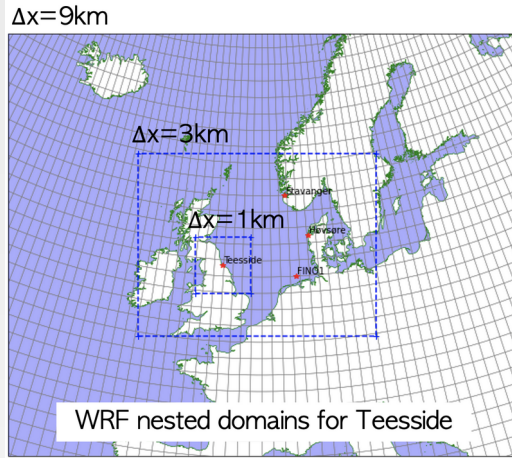 Δx=9km
Δx=3km
Stavanger
Δx=1km
Høvsøre
Teesside
FINO1
WRF nested domains for Teesside